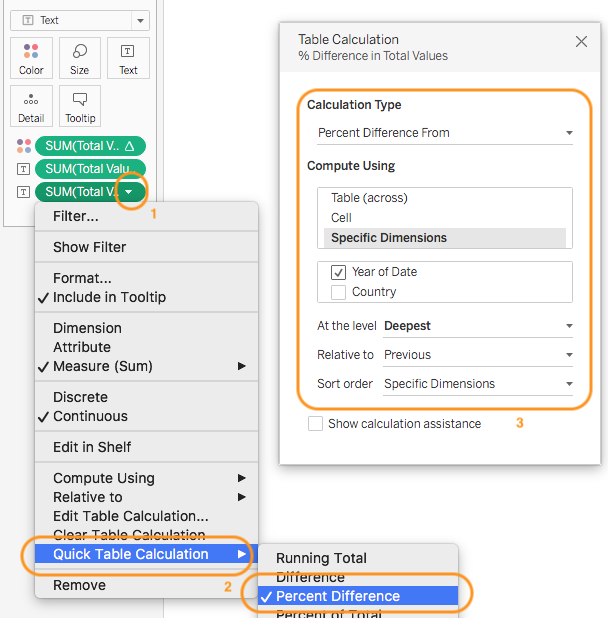 Text
Color
Size
Text
Detail
Tooltip
SUM(Total V..
SUM(Total Valu
SUM(Total V..
1
Filter...
Show Filter
Format...
Include in Tooltip
Dimension
Attribute
Measure (Sum)
Discrete
Continuous
Edit in Shelf
Compute Using
Relative to
Edit Table Calculation...
Clear Table Calculation
Quick Table Calculation
2
Remove
Running Total
Difference
Percent Difference
Percent of Total
Table Calculation
% Difference in Total Values
Calculation Type
Percent Difference From
Compute Using
Table (across)
Cell
Specific Dimensions
Year of Date
Country
At the level Deepest
Relative to Previous
Sort order Specific Dimensions
Show calculation assistance 3